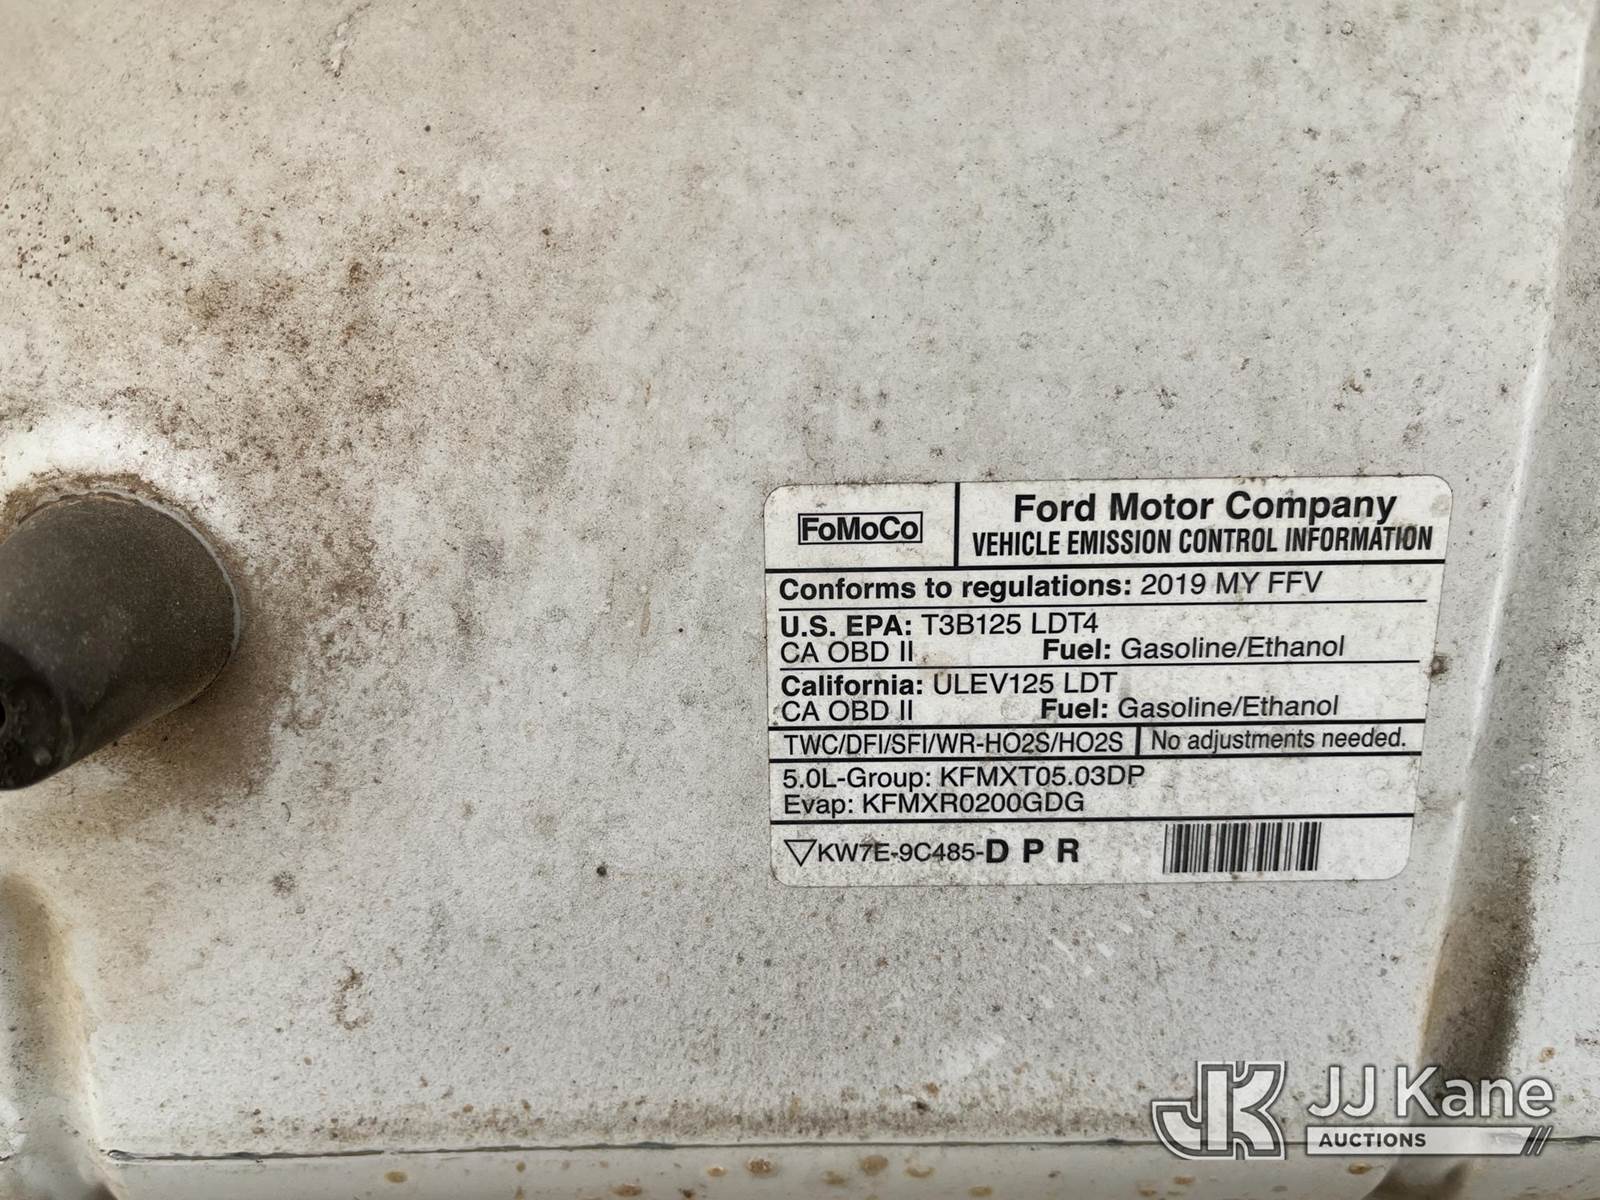 FoMoCo
Ford Motor Company
VEHICLE EMISSION CONTROL INFORMATION
Conforms to regulations: 2019 MY FFV
U.S. EPA: T3B125 LDT4
CA OBD II Fuel: Gasoline/Ethanol
California: ULEV125 LDT
CA OBD II Fuel: Gasoline/Ethanol
TWC/DFI/SFI/WR-HO2S/HO2S No adjustments needed.
5.0L-Group: KFMXT05.03DP
Evap: KFMXR0200GDG
KW7E-9C485-D P R
JK JJ Kane
AUCTIONS